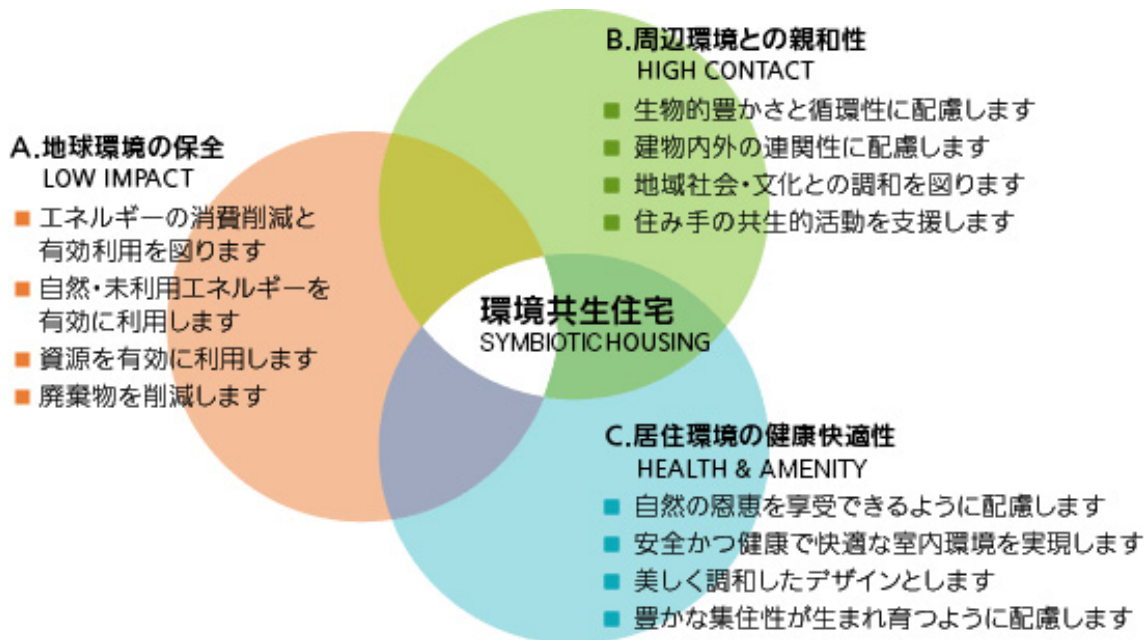 A.地球環境の保全
LOW IMPACT
■ エネルギーの消費削減と
有効利用を図ります
■ 自然・未利用エネルギーを
有効に利用します
■ 資源を有効に利用します
■ 廃棄物を削減します
B.周辺環境との親和性
HIGH CONTACT
■ 生物的豊かさと循環性に配慮します
■ 建物内外の連関性に配慮します
■ 地域社会・文化との調和を図ります
■ 住み手の共生的活動を支援します
環境共生住宅
SYMBIOTIC HOUSING
C.居住環境の健康快適性
HEALTH & AMENITY
■ 自然の恩恵を享受できるように配慮します
■ 安全かつ健康で快適な室内環境を実現します
■ 美しく調和したデザインとします
■ 豊かな集住性が生まれ育つように配慮します